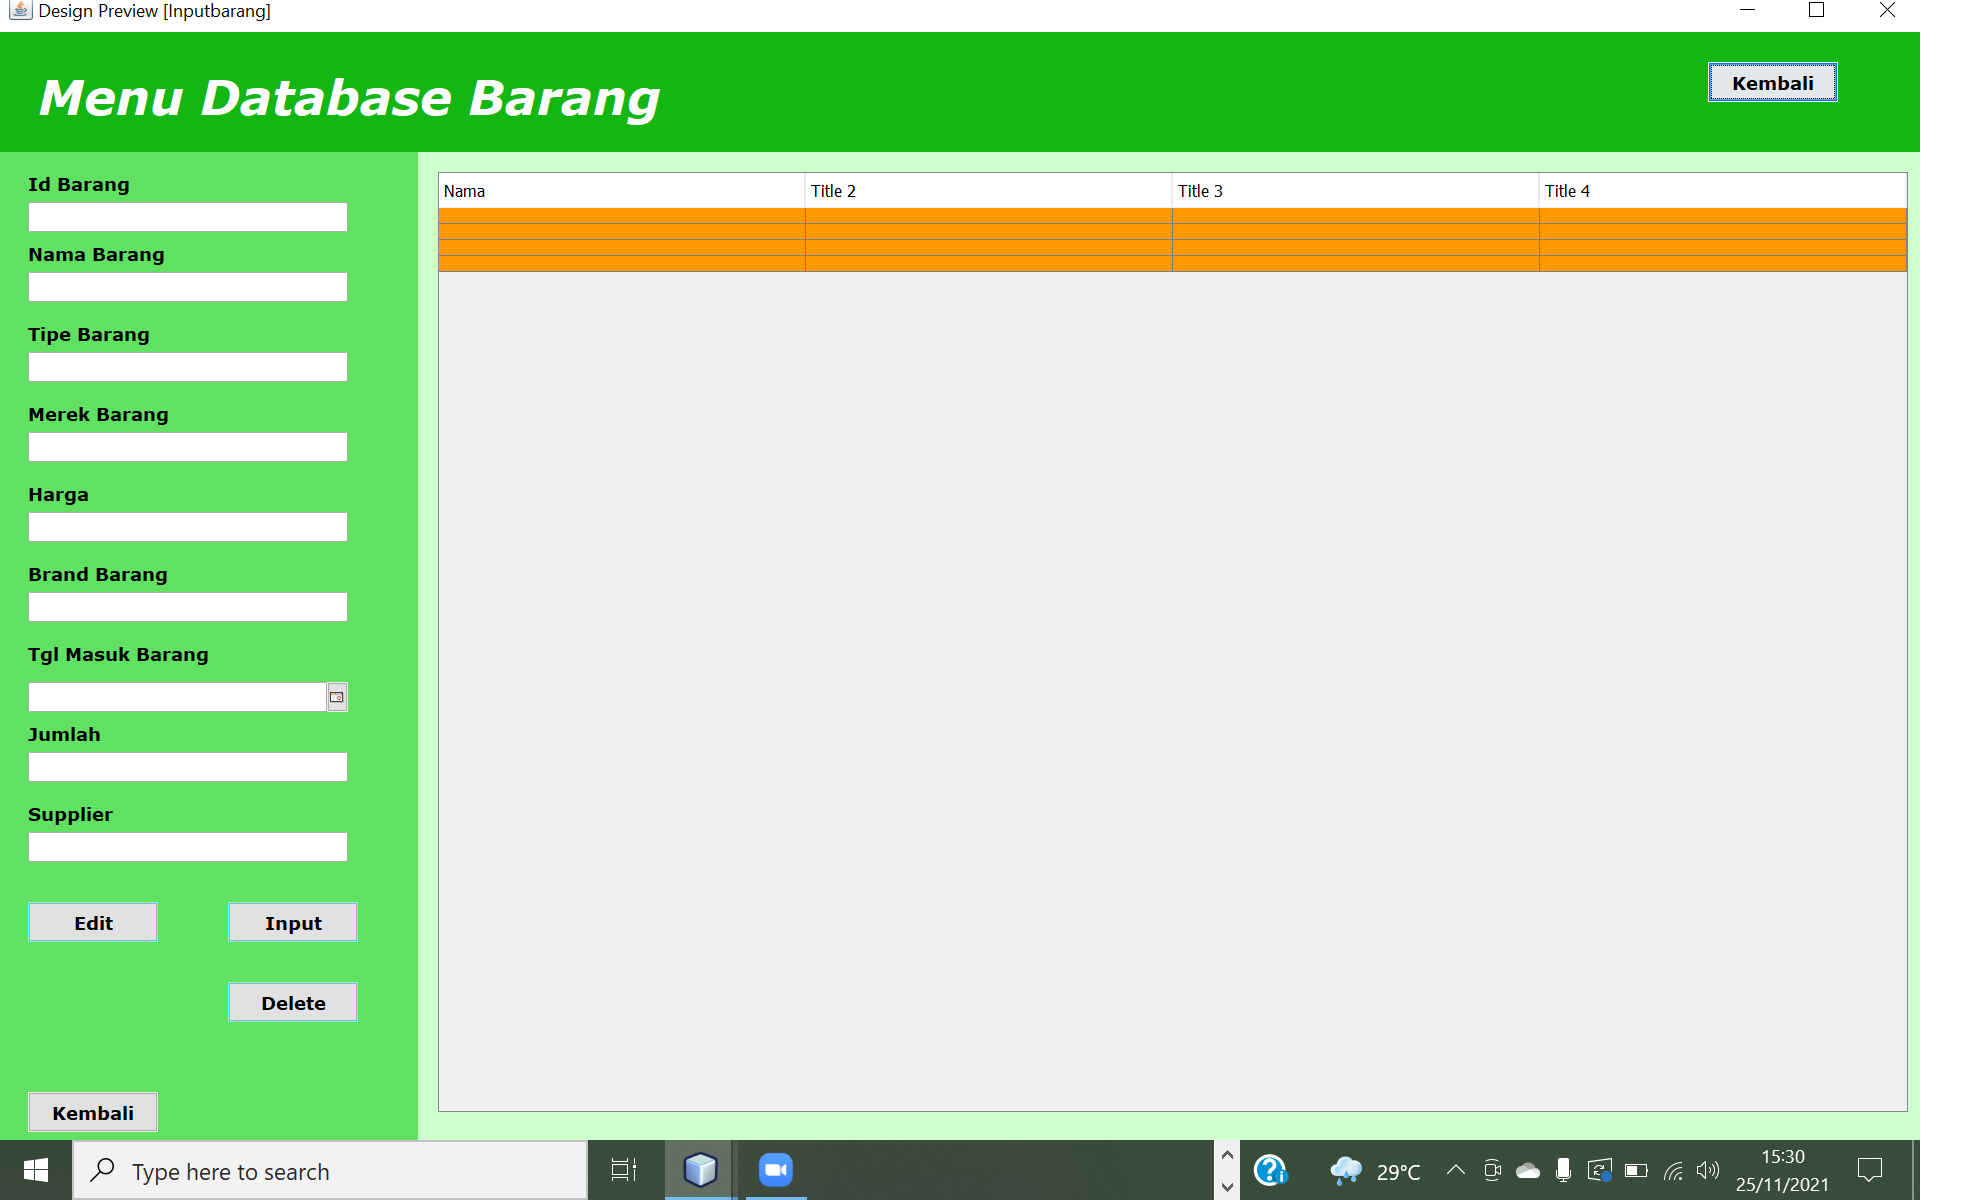 Design Preview [Inputbarang]
Menu Database Barang
Kembali
Id Barang
Nama Barang
Tipe Barang
Merek Barang
Harga
Brand Barang
Tgl Masuk Barang
Jumlah
Supplier
Edit
Input
Delete
Kembali
Nama Title 2 Title 3 Title 4
Type here to search
29°C
15:30
25/11/2021